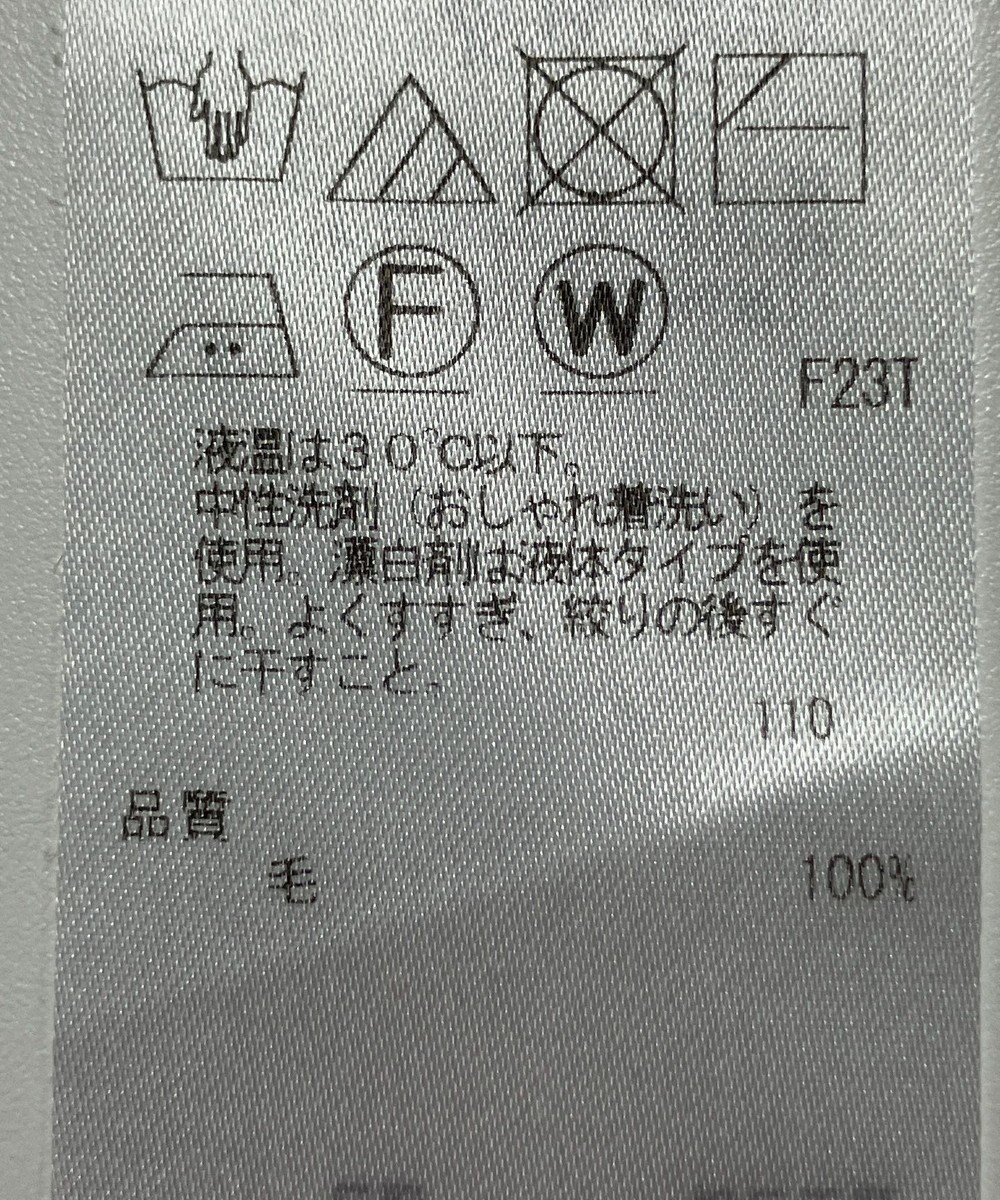 F W
F23T
液温は30℃以下。
中性洗剤（おしゃれ着洗い）を
使用。漂白剤は液体タイプを使
用。よくすすぎ、絞りの後すぐ
に干すこと。
110
品質
毛 100%